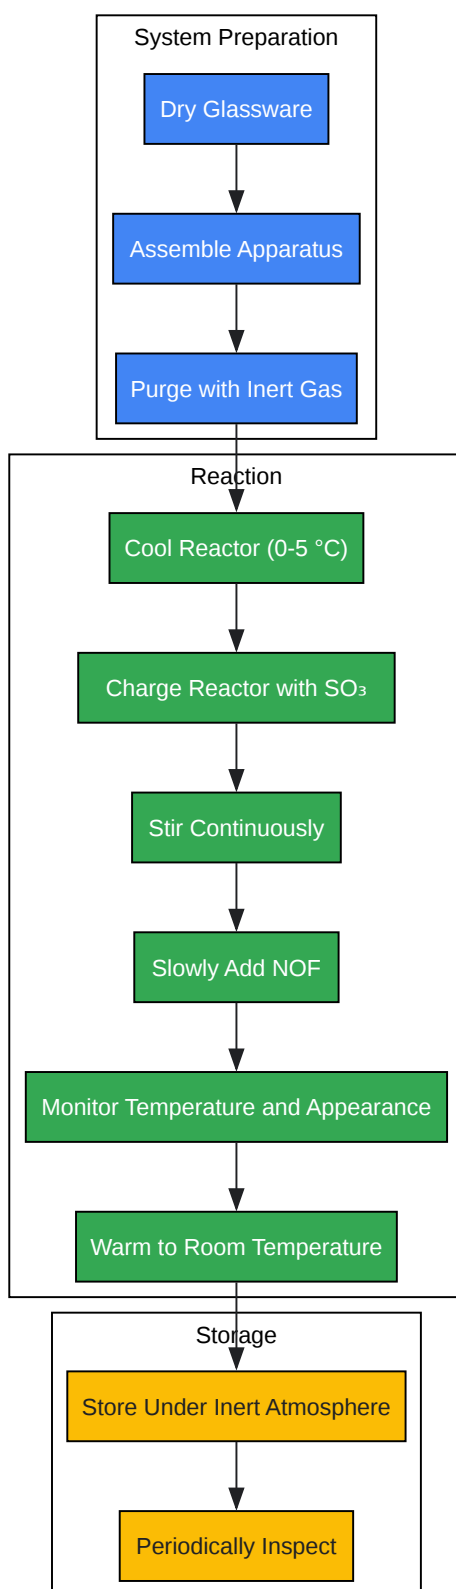 System Preparation
Dry Glassware
Assemble Apparatus
Purge with Inert Gas
Reaction
Cool Reactor (0-5 °C)
Charge Reactor with SO₃
Stir Continuously
Slowly Add NOF
Monitor Temperature and Appearance
Warm to Room Temperature
Storage
Store Under Inert Atmosphere
Periodically Inspect